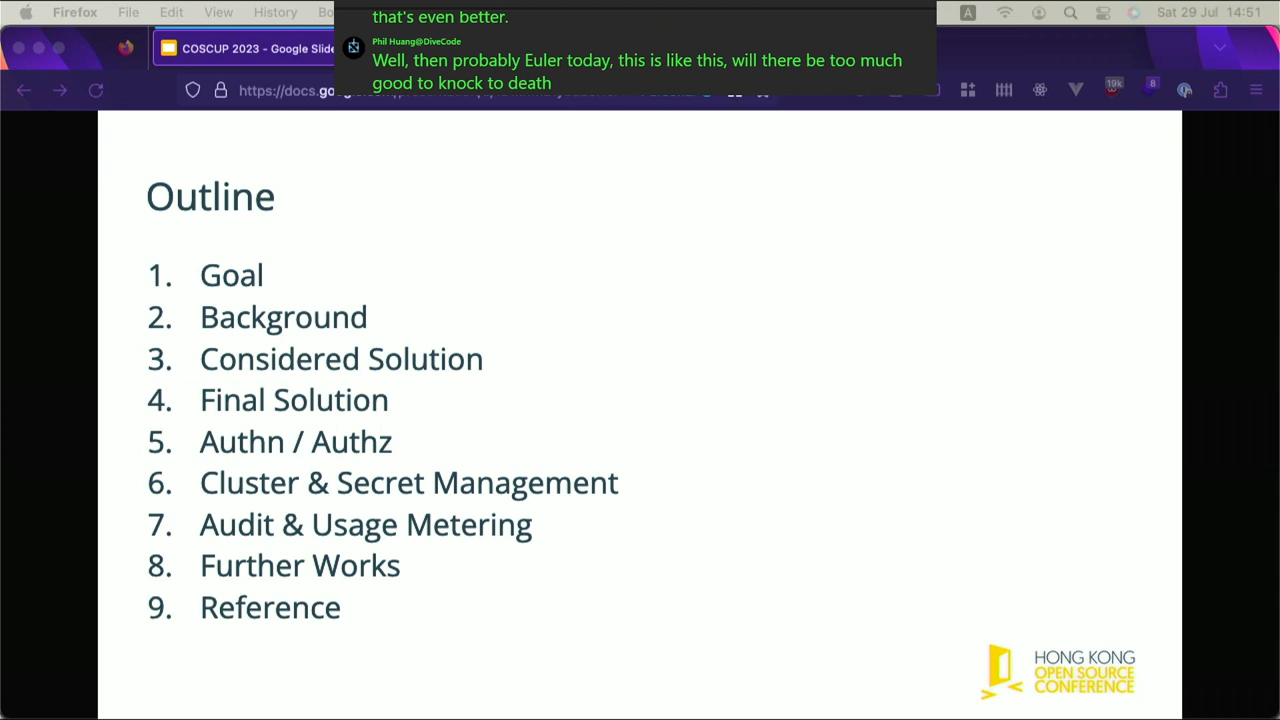 Firefox File Edit View History Bo
A Sat 29 Jul 14:51
that's even better.
Phil Huang@DiveCode
Well, then probably Euler today, this is like this, will there be too much
good to knock to death
COSCUP 2023 - Google Slide
https://docs.go
19k 8
Outline
1. Goal
2. Background
3. Considered Solution
4. Final Solution
5. Authn / Authz
6. Cluster & Secret Management
7. Audit & Usage Metering
8. Further Works
9. Reference
HONG KONG
OPEN SOURCE
CONFERENCE